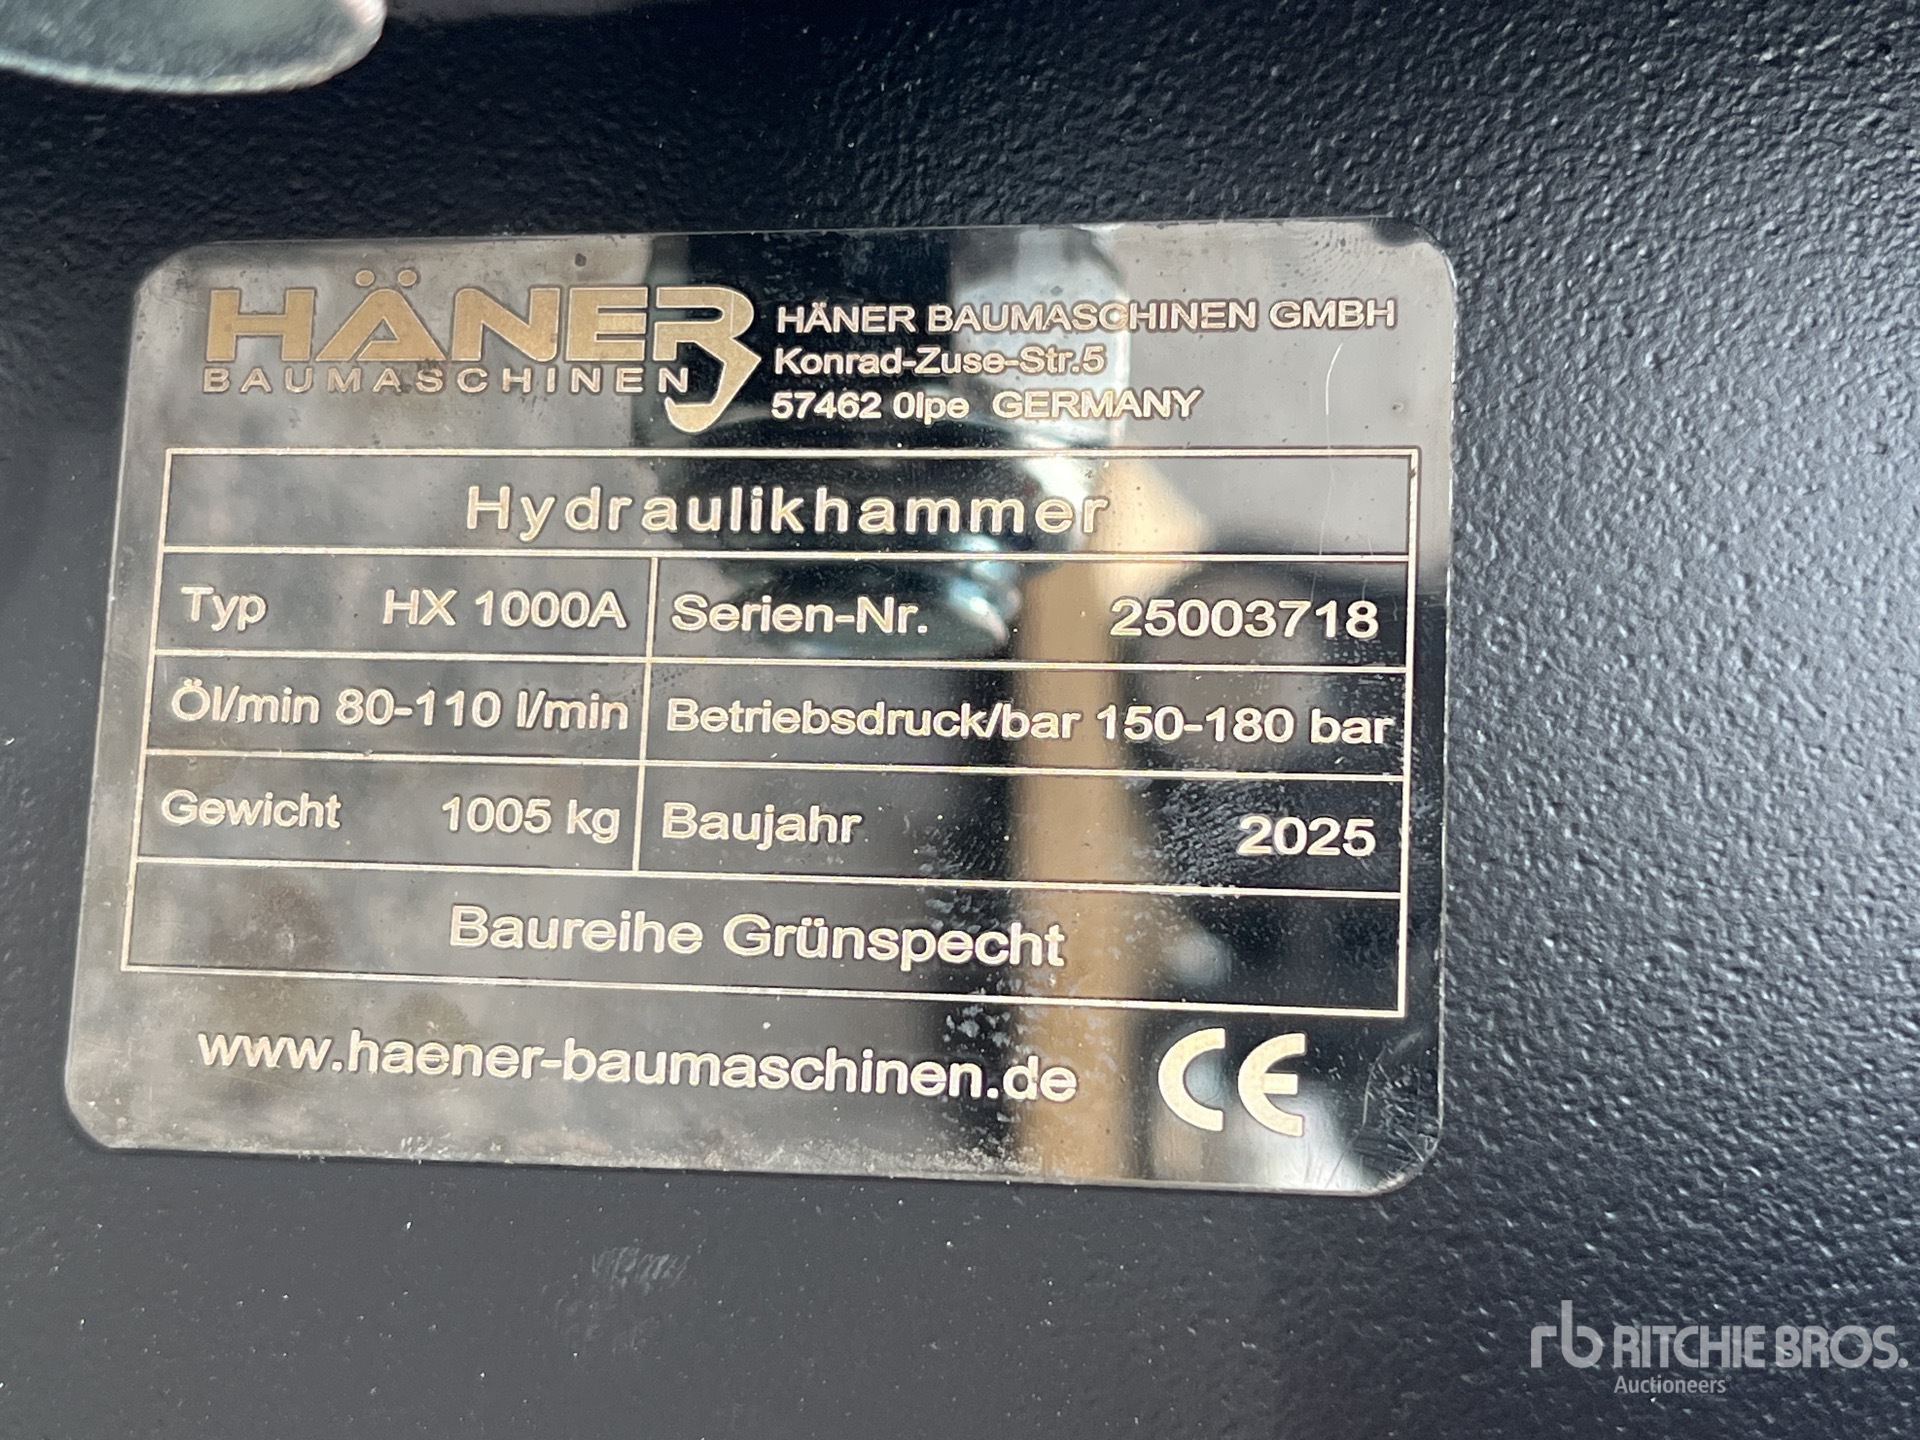 HÄNER
BAUMASCHINEN
HÄNER BAUMASCHINEN GMBH
Konrad-Zuse-Str.5
57462 Olpe GERMANY
Hydraulikhammer
Typ HX 1000A Serien-Nr. 25003718
Öl/min 80-110 l/min Betriebsdruck/bar 150-180 bar
Gewicht 1005 kg Baujahr 2025
Baureihe Grünspecht
www.haener-baumaschinen.de CE
rb RITCHIE BROS.
Auctioneers